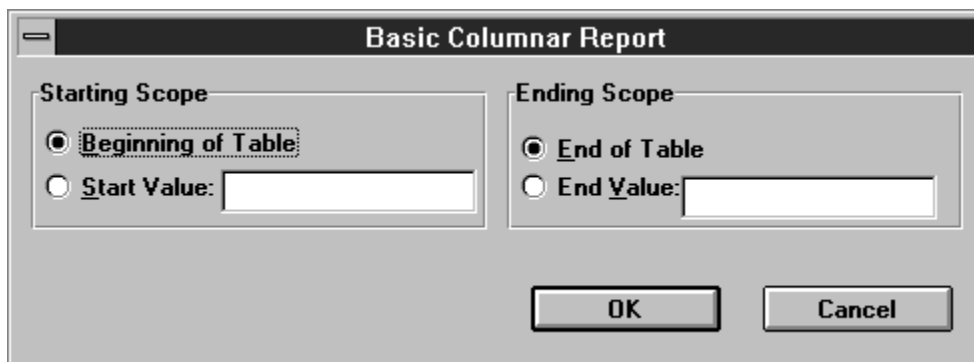 Basic Columnar Report
Starting Scope
Beginning of Table
Start Value:
Ending Scope
End of Table
End Value:
OK
Cancel